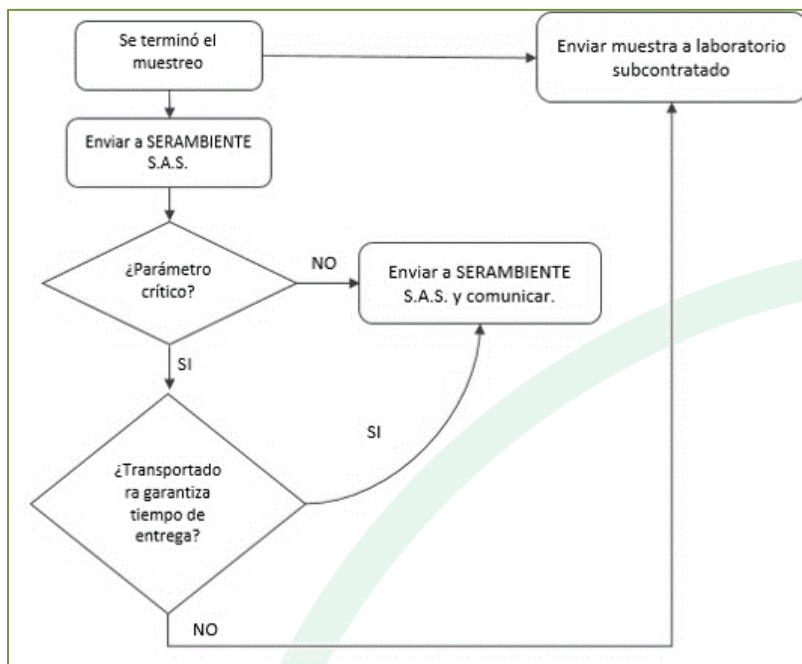 Se terminó el
muestreo
Enviar muestra a laboratorio
subcontratado
Enviar a SERAMBIENTE
S.A.S.
¿Parámetro
crítico?
NO
Enviar a SERAMBIENTE
S.A.S. y comunicar.
SI
SI
¿Transportado
ra garantiza
tiempo de
entrega?
NO